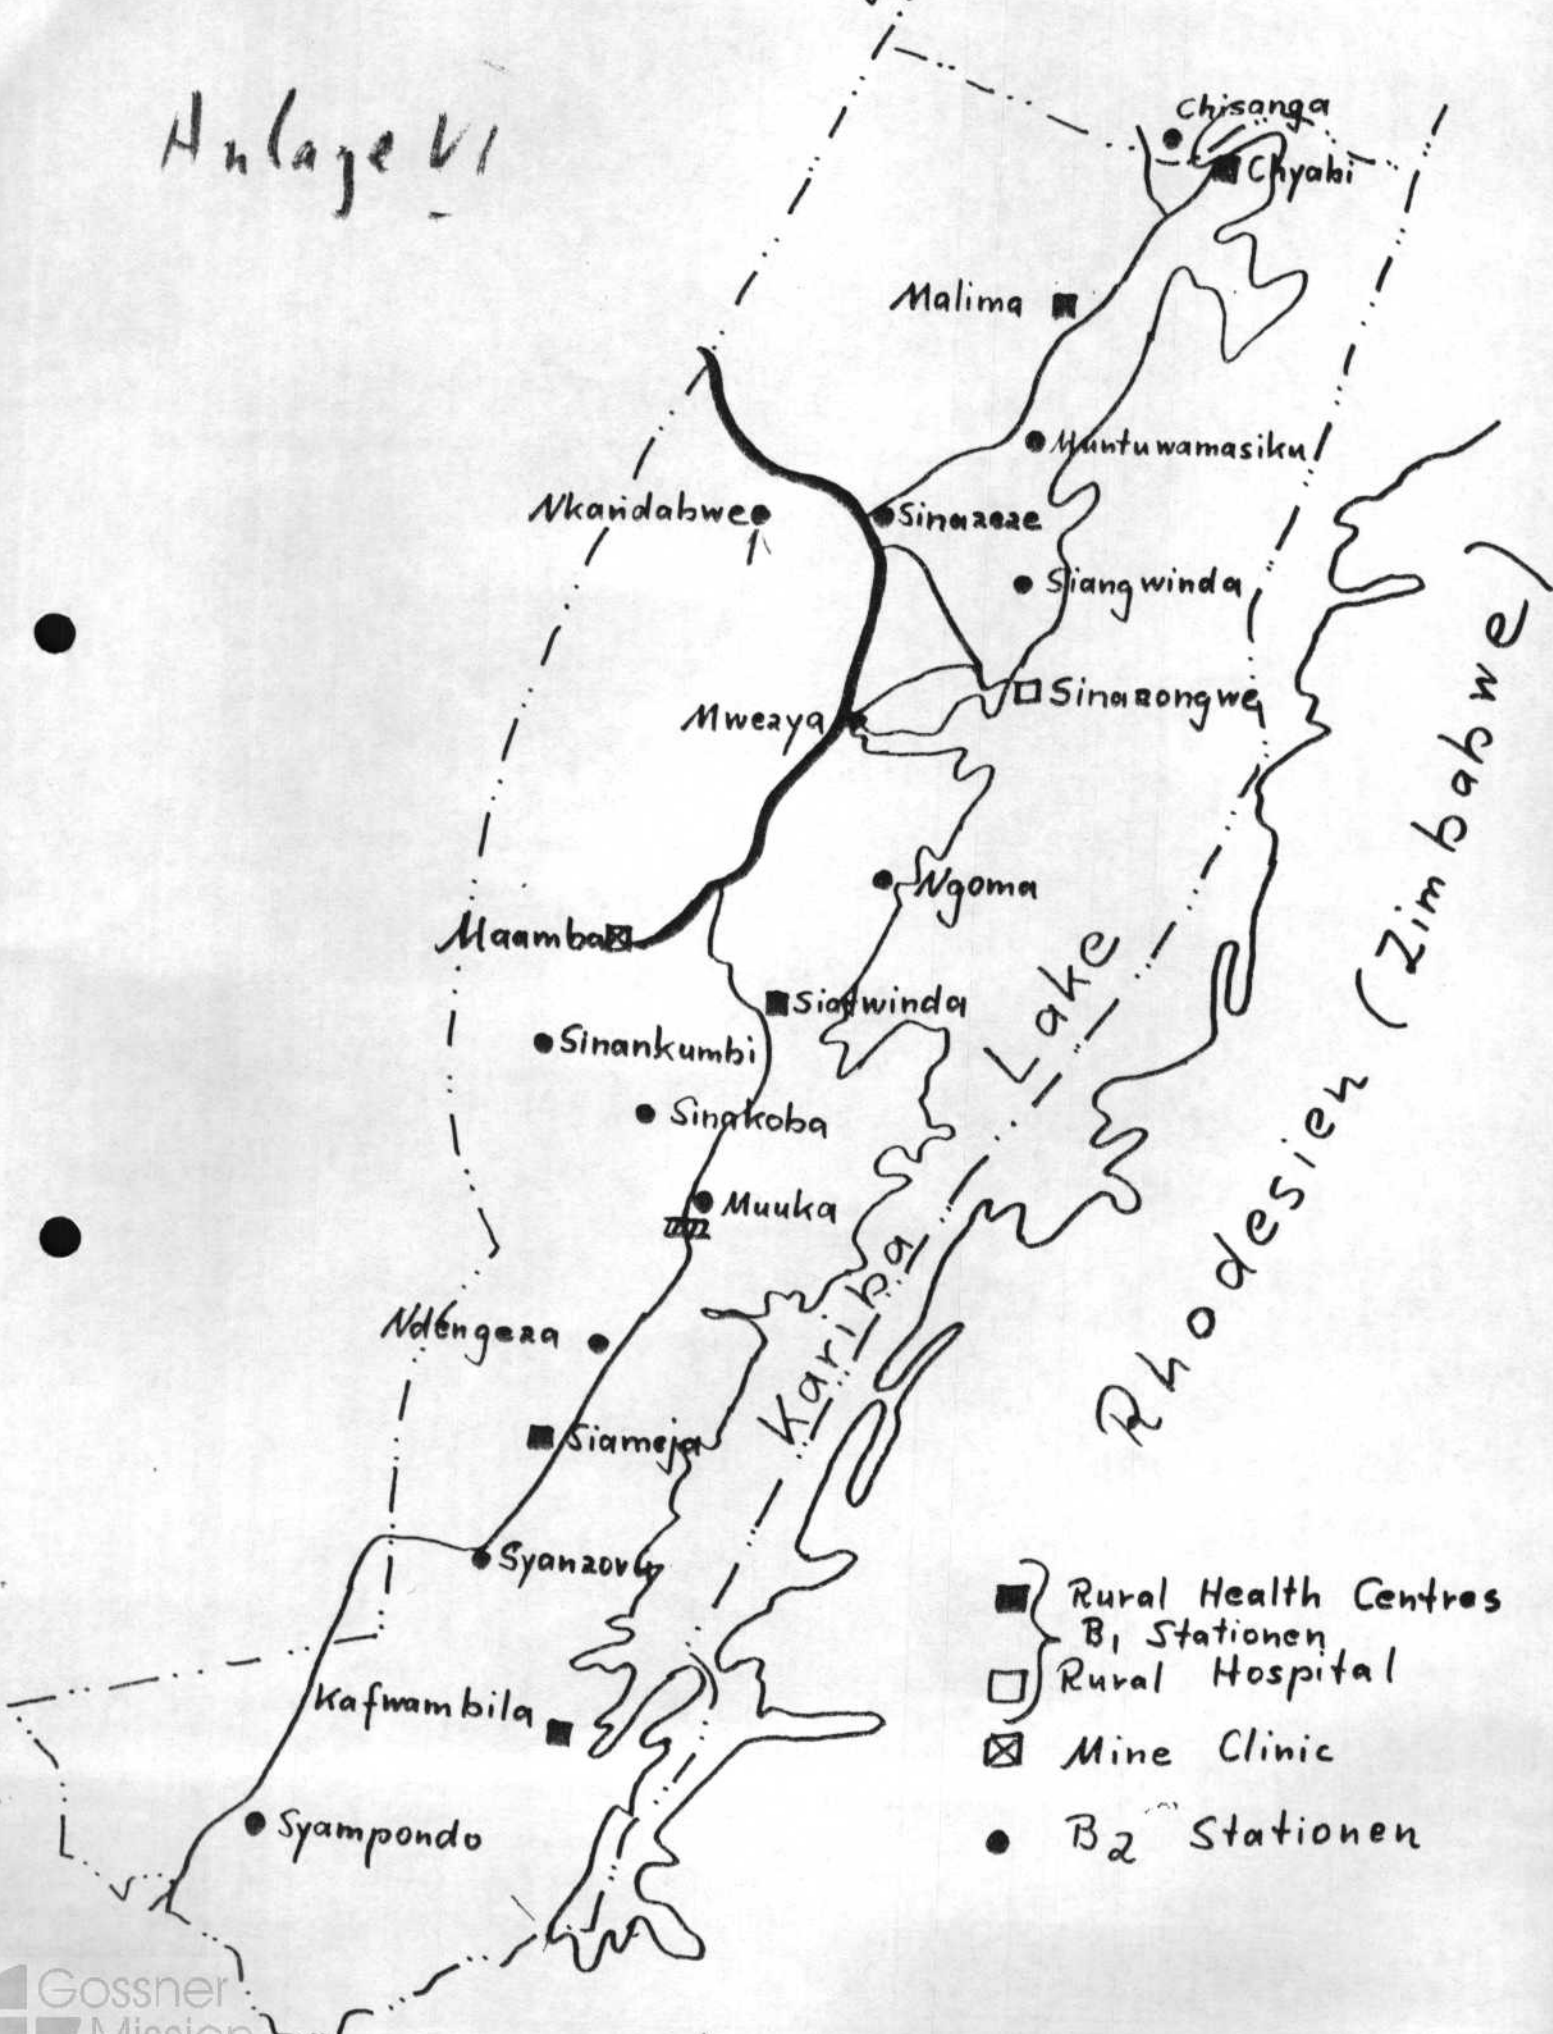 Anlage VI
Chisanga
Chyabi
Malima
Muntuwamasiku
Nkandabwe
Sinazeze
Siangwinda
Sinazongwe
Mwezya
Ngoma
Maamba
Siatwinda
Sinankumbi
Sinakoba
Muuka
Ndengeza
Siameja
Syanzovu
Kafwambila
Syampondo
Kariba Lake
Rhodesien (Zimbabwe)
Rural Health Centres
B1 Stationen
Rural Hospital
Mine Clinic
B2 Stationen
Gossner
Mission